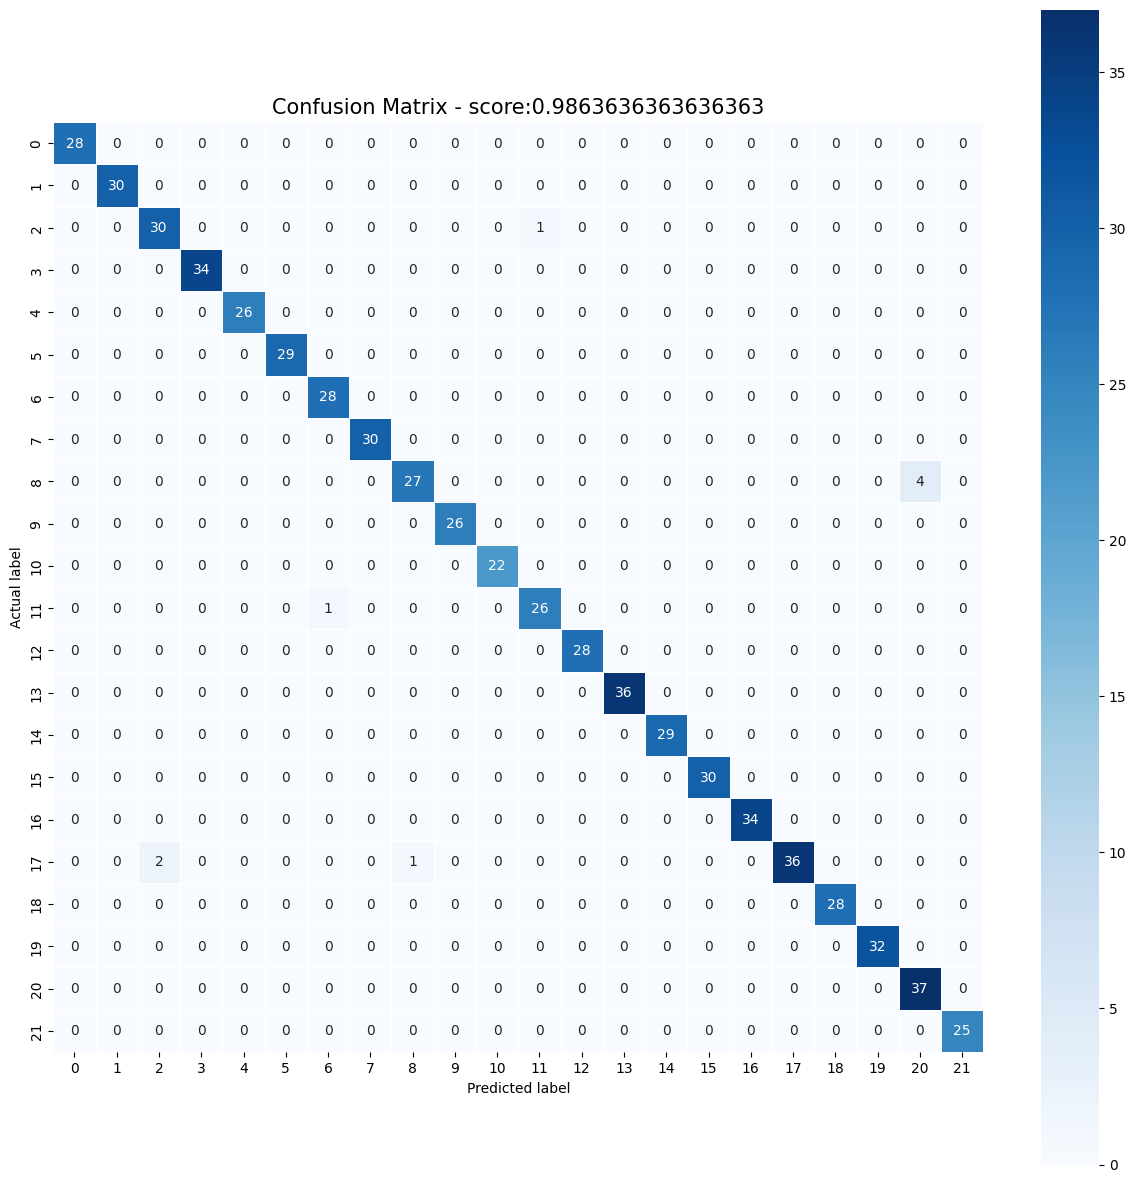 Confusion Matrix - score:0.9863636363636363
0 28 0 0 0 0 0 0 0 0 0 0 0 0 0 0 0 0 0 0 0 0 0
1 0 30 0 0 0 0 0 0 0 0 0 0 0 0 0 0 0 0 0 0 0 0
2 0 0 30 0 0 0 0 0 0 0 0 1 0 0 0 0 0 0 0 0 0 0
3 0 0 0 34 0 0 0 0 0 0 0 0 0 0 0 0 0 0 0 0 0 0
4 0 0 0 0 26 0 0 0 0 0 0 0 0 0 0 0 0 0 0 0 0 0
5 0 0 0 0 0 29 0 0 0 0 0 0 0 0 0 0 0 0 0 0 0 0
6 0 0 0 0 0 0 28 0 0 0 0 0 0 0 0 0 0 0 0 0 0 0
7 0 0 0 0 0 0 0 30 0 0 0 0 0 0 0 0 0 0 0 0 0 0
8 0 0 0 0 0 0 0 0 27 0 0 0 0 0 0 0 0 0 0 0 4 0
9 0 0 0 0 0 0 0 0 0 26 0 0 0 0 0 0 0 0 0 0 0 0
10 0 0 0 0 0 0 0 0 0 0 22 0 0 0 0 0 0 0 0 0 0 0
11 0 0 0 0 0 0 1 0 0 0 0 26 0 0 0 0 0 0 0 0 0 0
12 0 0 0 0 0 0 0 0 0 0 0 0 28 0 0 0 0 0 0 0 0 0
13 0 0 0 0 0 0 0 0 0 0 0 0 0 36 0 0 0 0 0 0 0 0
14 0 0 0 0 0 0 0 0 0 0 0 0 0 0 29 0 0 0 0 0 0 0
15 0 0 0 0 0 0 0 0 0 0 0 0 0 0 0 30 0 0 0 0 0 0
16 0 0 0 0 0 0 0 0 0 0 0 0 0 0 0 0 34 0 0 0 0 0
17 0 0 2 0 0 0 0 0 1 0 0 0 0 0 0 0 0 36 0 0 0 0
18 0 0 0 0 0 0 0 0 0 0 0 0 0 0 0 0 0 0 28 0 0 0
19 0 0 0 0 0 0 0 0 0 0 0 0 0 0 0 0 0 0 0 32 0 0
20 0 0 0 0 0 0 0 0 0 0 0 0 0 0 0 0 0 0 0 0 37 0
21 0 0 0 0 0 0 0 0 0 0 0 0 0 0 0 0 0 0 0 0 0 25
0 1 2 3 4 5 6 7 8 9 10 11 12 13 14 15 16 17 18 19 20 21
Predicted label
Actual label
35
30
25
20
15
10
5
0